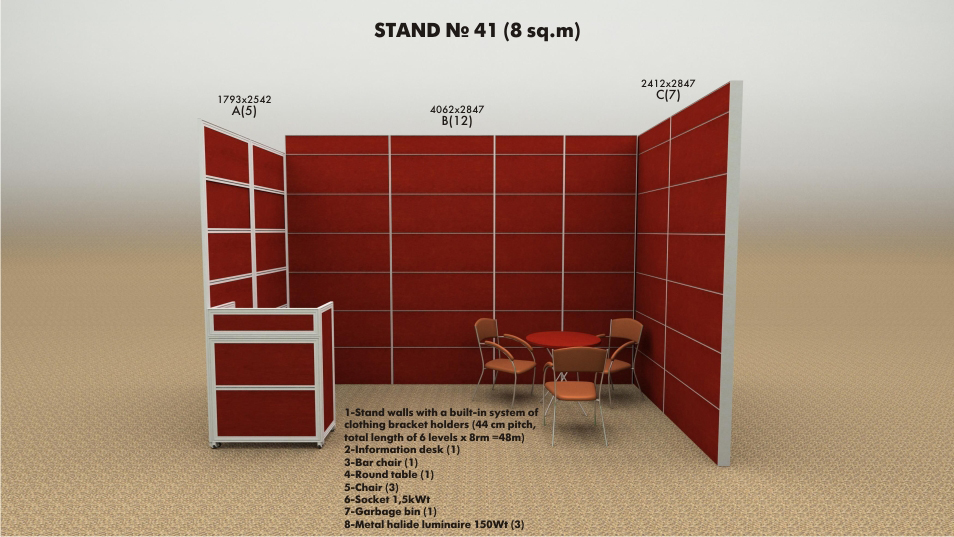 STAND № 41 (8 sq.m)
1793x2542
A(5)
4062x2847
B(12)
2412x2847
C(7)
1-Stand walls with a built-in system of
clothing bracket holders (44 cm pitch,
total length of 6 levels x 8rm =48m)
2-Information desk (1)
3-Bar chair (1)
4-Round table (1)
5-Chair (3)
6-Socket 1,5kWt
7-Garbage bin (1)
8-Metal halide luminaire 150Wt (3)